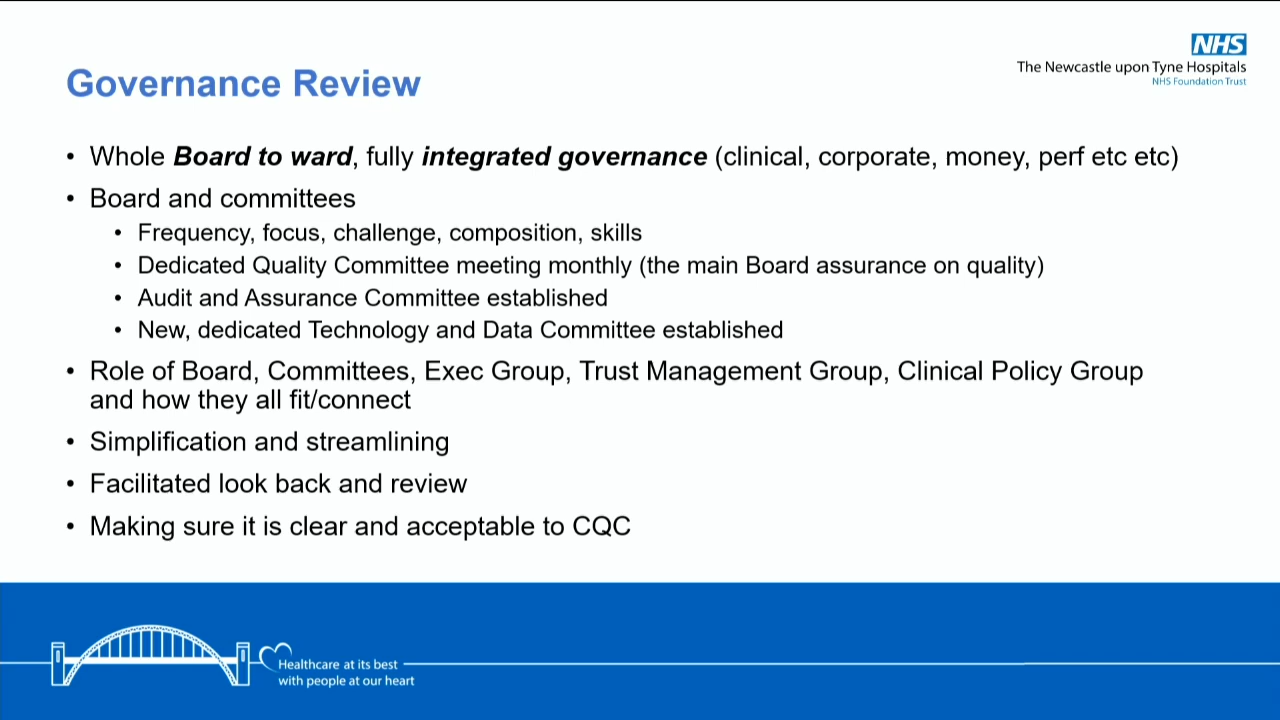 NHS
The Newcastle upon Tyne Hospitals
NHS Foundation Trust
Governance Review
• Whole Board to ward, fully integrated governance (clinical, corporate, money, perf etc etc)
• Board and committees
• Frequency, focus, challenge, composition, skills
• Dedicated Quality Committee meeting monthly (the main Board assurance on quality)
• Audit and Assurance Committee established
• New, dedicated Technology and Data Committee established
• Role of Board, Committees, Exec Group, Trust Management Group, Clinical Policy Group
and how they all fit/connect
• Simplification and streamlining
• Facilitated look back and review
• Making sure it is clear and acceptable to CQC
Healthcare at its best
with people at our heart